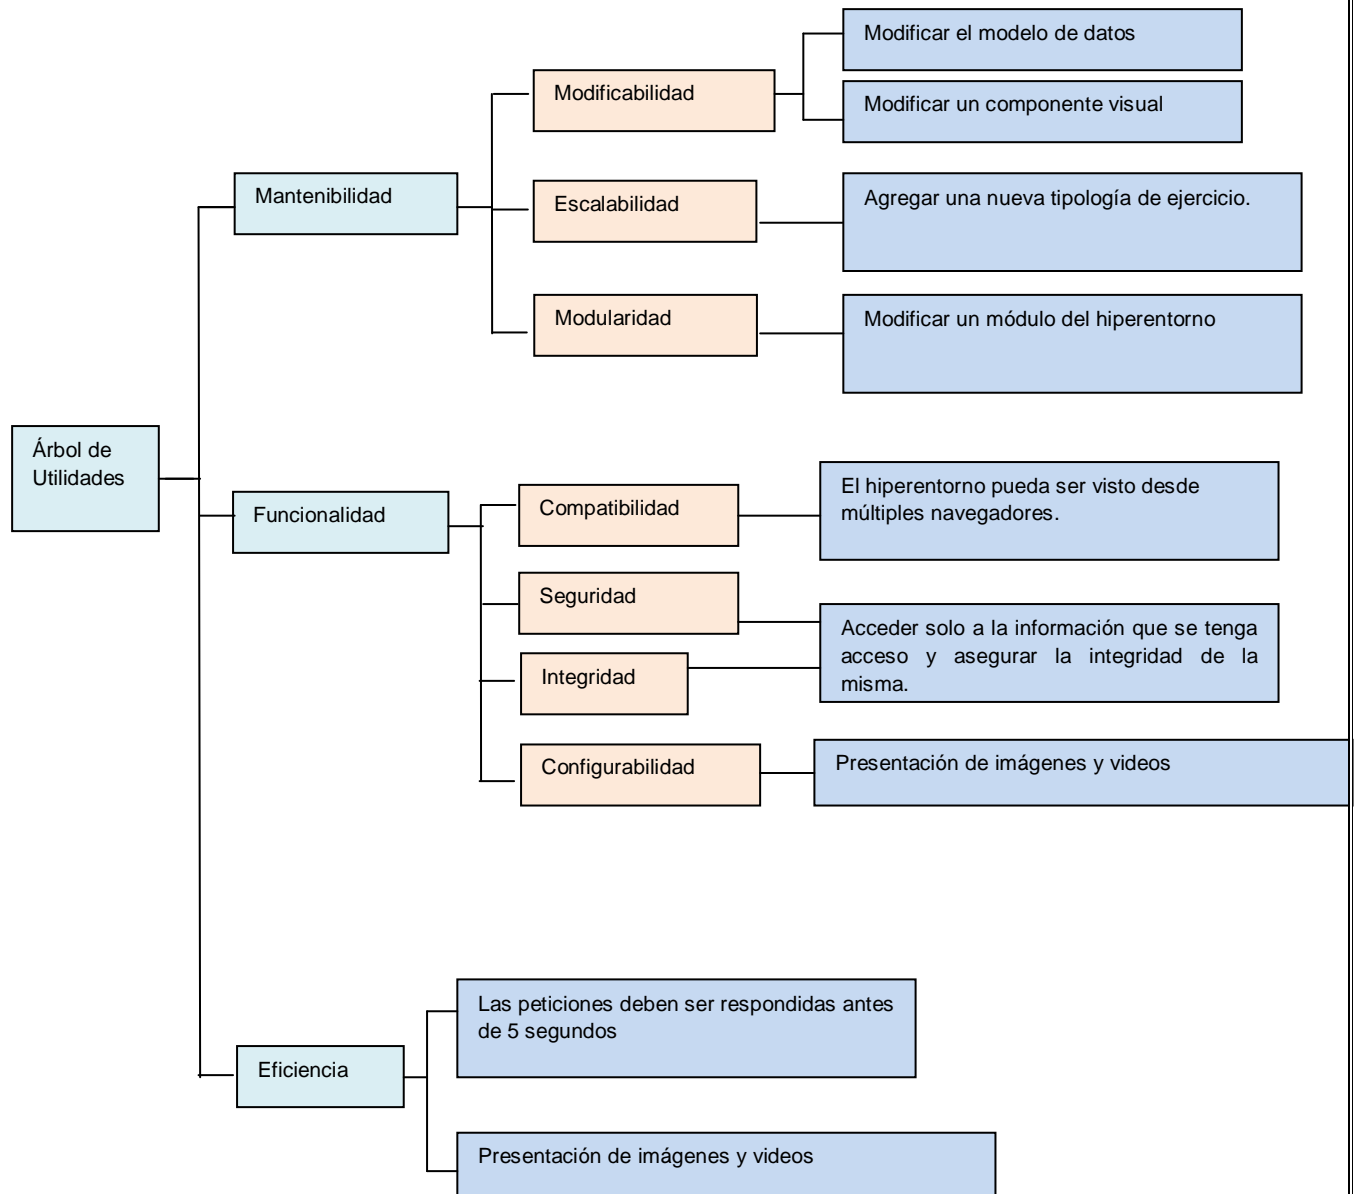 Modificar el modelo de datos
Modificabilidad
Modificar un componente visual
Mantenibilidad
Escalabilidad
Agregar una nueva tipología de ejercicio.
Modularidad
Modificar un módulo del hiperentorno
Árbol de
Utilidades
Funcionalidad
Compatibilidad
El hiperentorno pueda ser visto desde
múltiples navegadores.
Seguridad
Acceder solo a la información que se tenga
acceso y asegurar la integridad de la
misma.
Integridad
Configurabilidad
Presentación de imágenes y videos
Las peticiones deben ser respondidas antes
de 5 segundos
Eficiencia
Presentación de imágenes y videos